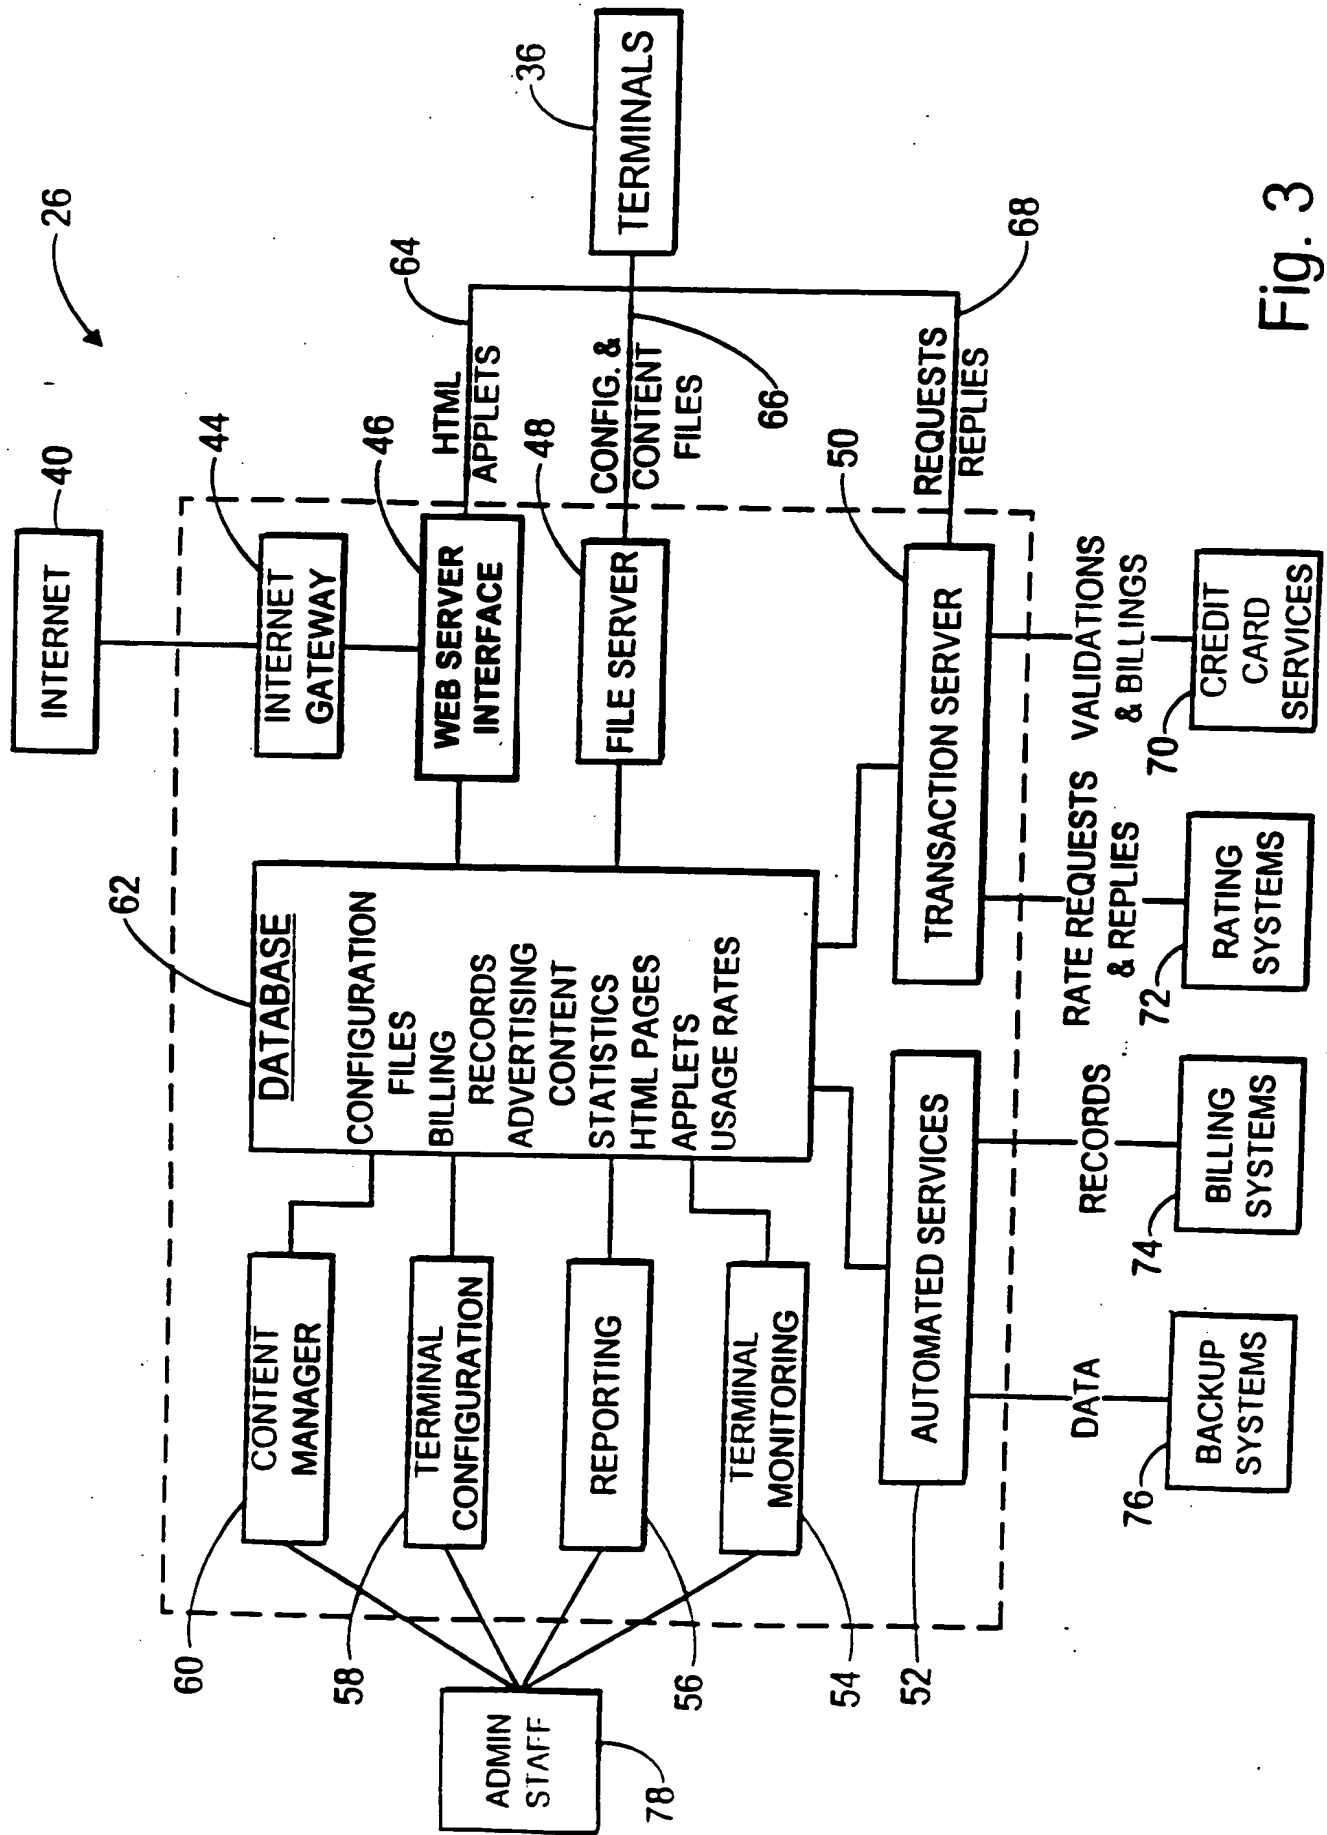 26
INTERNET
40
INTERNET
GATEWAY
44
WEB SERVER
INTERFACE
46
HTML
APPLETS
64
FILE SERVER
48
CONFIG. &
CONTENT
FILES
66
TERMINALS
36
TRANSACTION SERVER
50
REQUESTS
REPLIES
68
DATABASE
62
CONFIGURATION
FILES
BILLING
RECORDS
ADVERTISING
CONTENT
STATISTICS
HTML PAGES
APPLETS
USAGE RATES
CONTENT
MANAGER
60
TERMINAL
CONFIGURATION
58
REPORTING
56
TERMINAL
MONITORING
54
ADMIN
STAFF
78
AUTOMATED SERVICES
52
DATA
BACKUP
SYSTEMS
76
RECORDS
BILLING
SYSTEMS
74
RATE REQUESTS
& REPLIES
RATING
SYSTEMS
72
VALIDATIONS
& BILLINGS
CREDIT
CARD
SERVICES
70
Fig. 3